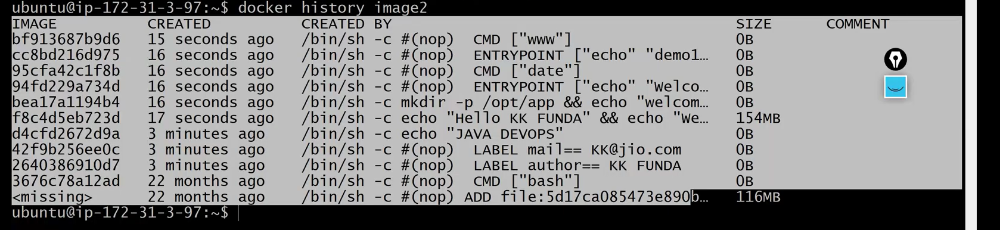 ubuntu@ip-172-31-3-97:~$ docker history image2
IMAGE CREATED CREATED BY SIZE COMMENT
bf913687b9d6 15 seconds ago /bin/sh -c #(nop) CMD ["www"] 0B
cc8bd216d975 16 seconds ago /bin/sh -c #(nop) ENTRYPOINT ["echo" "demo1… 0B
95cfa42c1f8b 16 seconds ago /bin/sh -c #(nop) CMD ["date"] 0B
94fd229a734d 16 seconds ago /bin/sh -c #(nop) ENTRYPOINT ["echo" "Welco… 0B
bea17a1194b4 16 seconds ago /bin/sh -c mkdir -p /opt/app && echo "welcom… 0B
f8c4d5eb723d 17 seconds ago /bin/sh -c echo "Hello KK FUNDA" && echo "We… 154MB
d4cfd2672d9a 3 minutes ago /bin/sh -c echo "JAVA DEVOPS" 0B
42f9b256ee0c 3 minutes ago /bin/sh -c #(nop) LABEL mail== KK@jio.com 0B
2640386910d7 3 minutes ago /bin/sh -c #(nop) LABEL author== KK FUNDA 0B
3676c78a12ad 22 months ago /bin/sh -c #(nop) CMD ["bash"] 0B
<missing> 22 months ago /bin/sh -c #(nop) ADD file:5d17ca085473e890b… 116MB
ubuntu@ip-172-31-3-97:~$